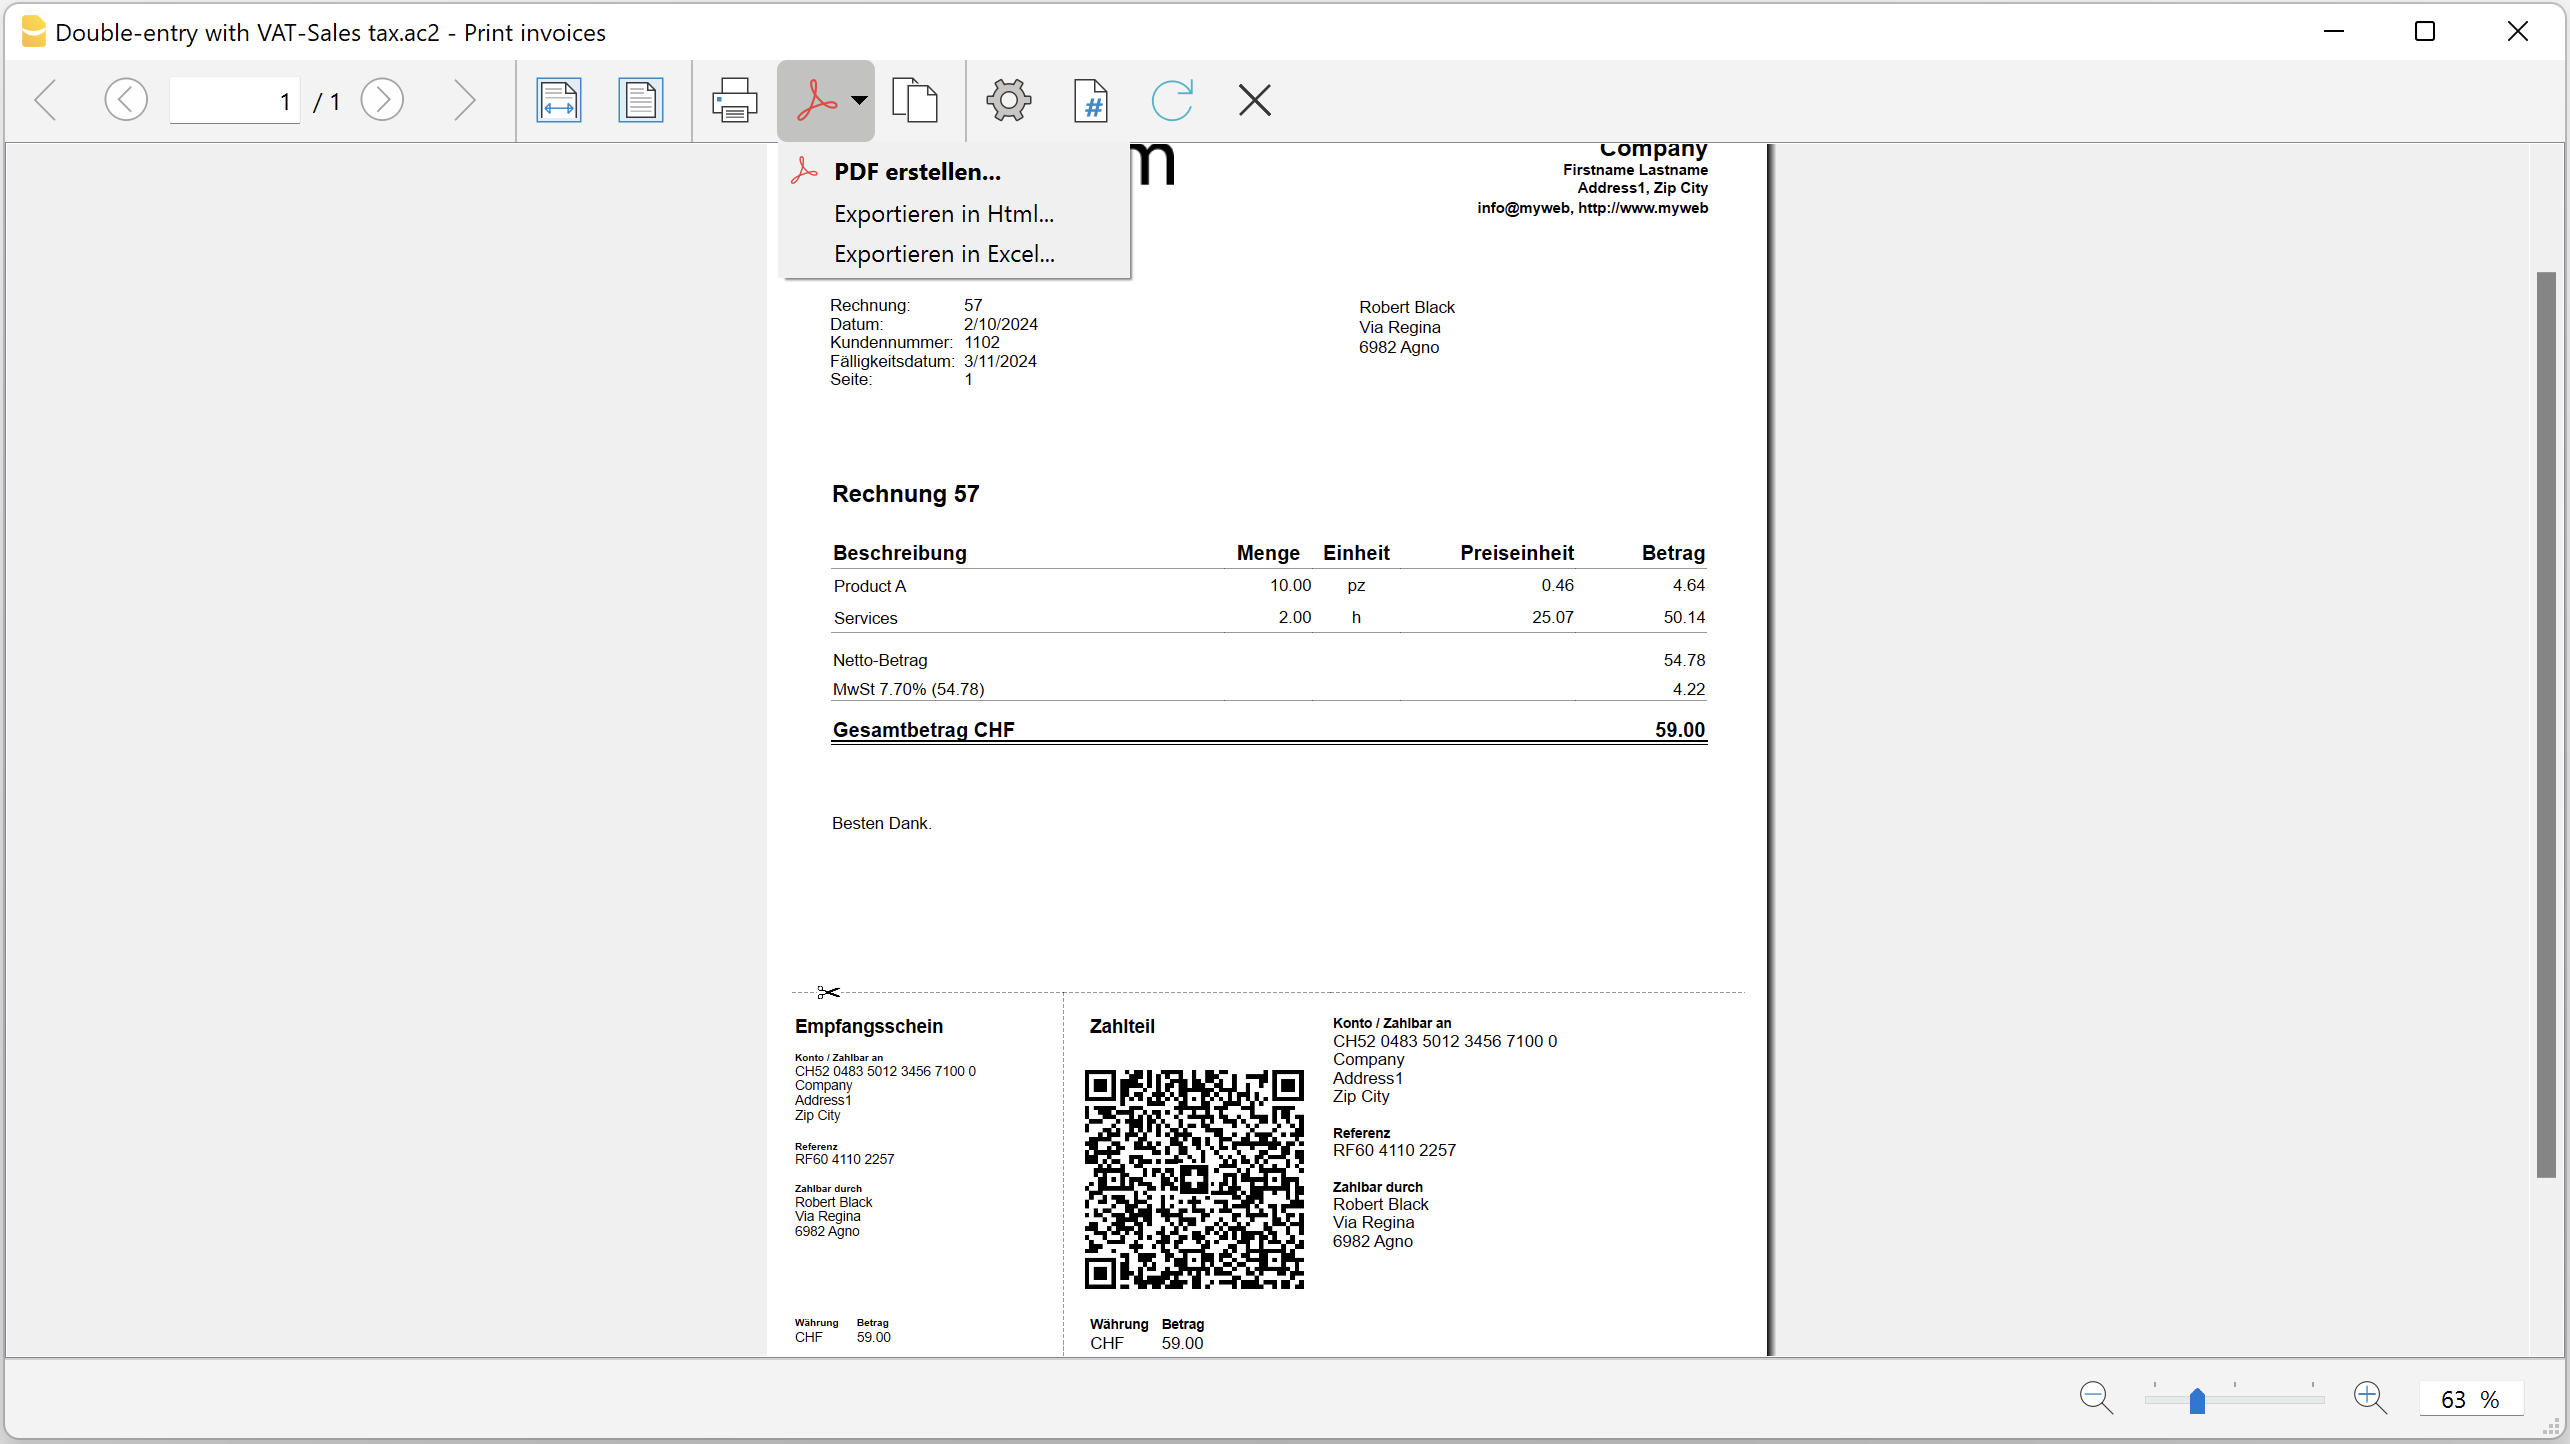 Double-entry with VAT-Sales tax.ac2 - Print invoices
1 / 1
PDF erstellen...
Exportieren in Html...
Exportieren in Excel...
m
Company
Firstname Lastname
Address1, Zip City
info@myweb, http://www.myweb
Rechnung: 57
Datum: 2/10/2024
Kundennummer: 1102
Fälligkeitsdatum: 3/11/2024
Seite: 1
Robert Black
Via Regina
6982 Agno
Rechnung 57
Beschreibung Menge Einheit Preiseinheit Betrag
Product A 10.00 pz 0.46 4.64
Services 2.00 h 25.07 50.14
Netto-Betrag 54.78
MwSt 7.70% (54.78) 4.22
Gesamtbetrag CHF 59.00
Besten Dank.
Empfangsschein
Konto / Zahlbar an
CH52 0483 5012 3456 7100 0
Company
Address1
Zip City
Referenz
RF60 4110 2257
Zahlbar durch
Robert Black
Via Regina
6982 Agno
Währung Betrag
CHF 59.00
Zahlteil
Währung Betrag
CHF 59.00
Konto / Zahlbar an
CH52 0483 5012 3456 7100 0
Company
Address1
Zip City
Referenz
RF60 4110 2257
Zahlbar durch
Robert Black
Via Regina
6982 Agno
63 %